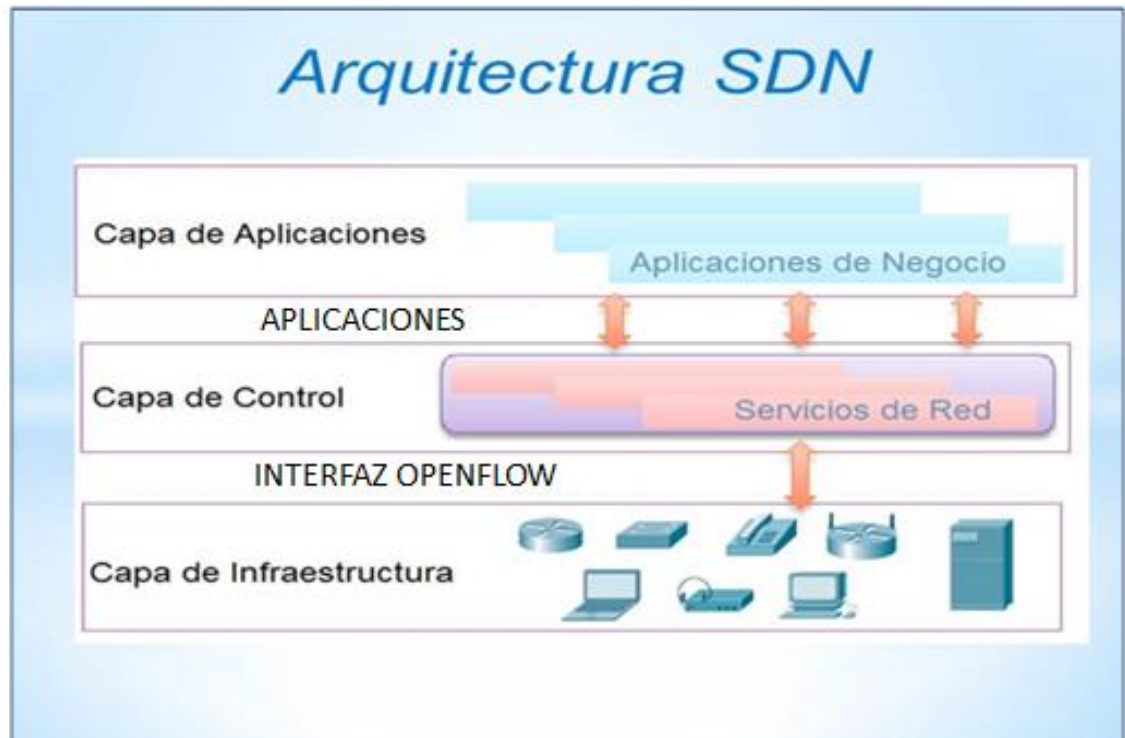 Arquitectura SDN
Capa de Aplicaciones
Aplicaciones de Negocio
APLICACIONES
Capa de Control
Servicios de Red
INTERFAZ OPENFLOW
Capa de Infraestructura